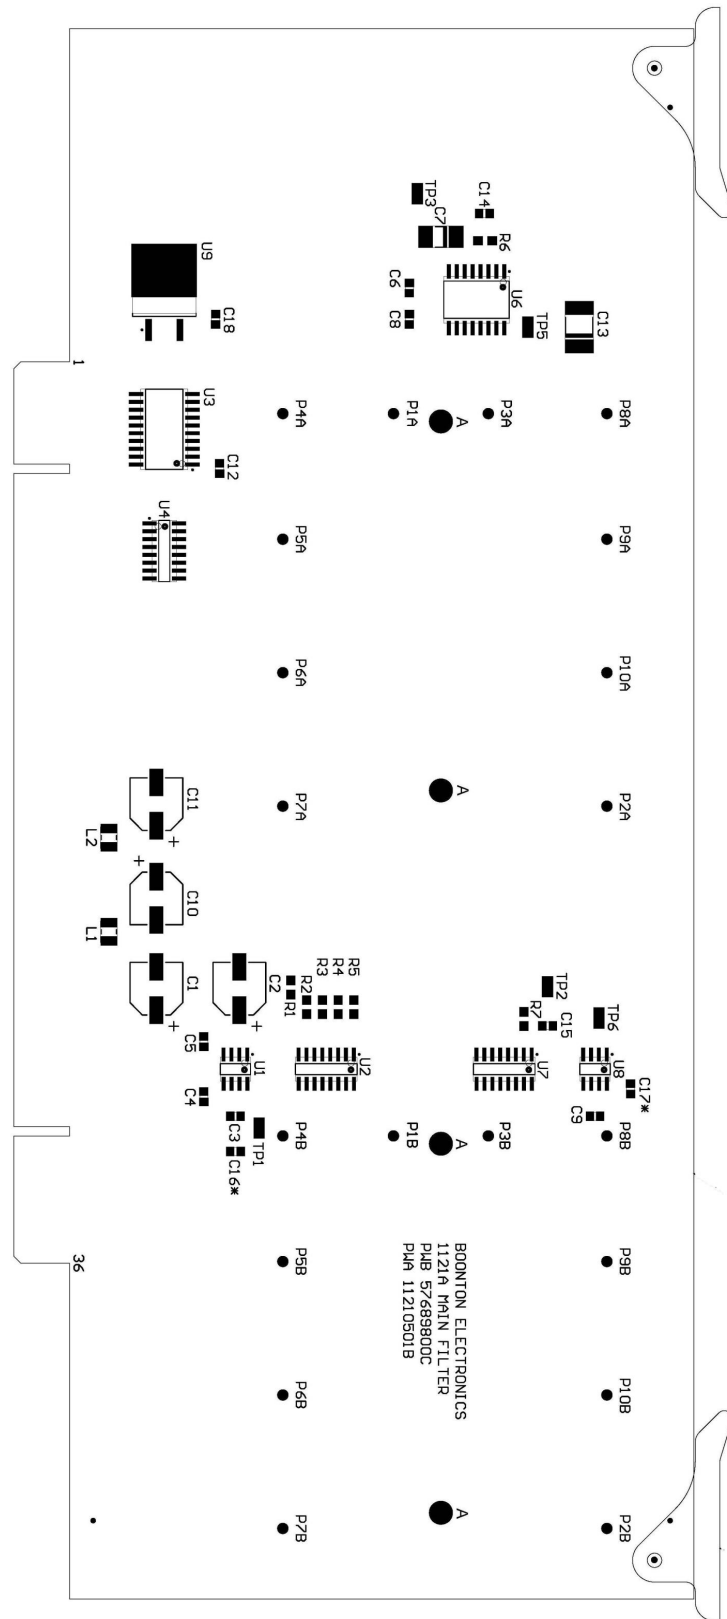 TP3
C14
C7
R6
U9
C6
U6
C18
C8
TP5
C13
1
U3
P4A
P1A
A
P3A
P8A
C12
U4
P5A
P9A
P6A
P10A
C11
P7A
A
P2A
L2
+
+
C10
L1
R5
R4
R3
R2
C1
C2
R1
TP2
TP6
R7
C15
+
+
C5
U1
U2
U7
U8
C17*
C4
C3
TP1
C9
P4B
P1B
A
P3B
P8B
C16*
36
P5B
P9B
BOONTON ELECTRONICS
1121A MAIN FILTER
PWB 57689800C
PWA 11210501B
P6B
P10B
P7B
A
P2B